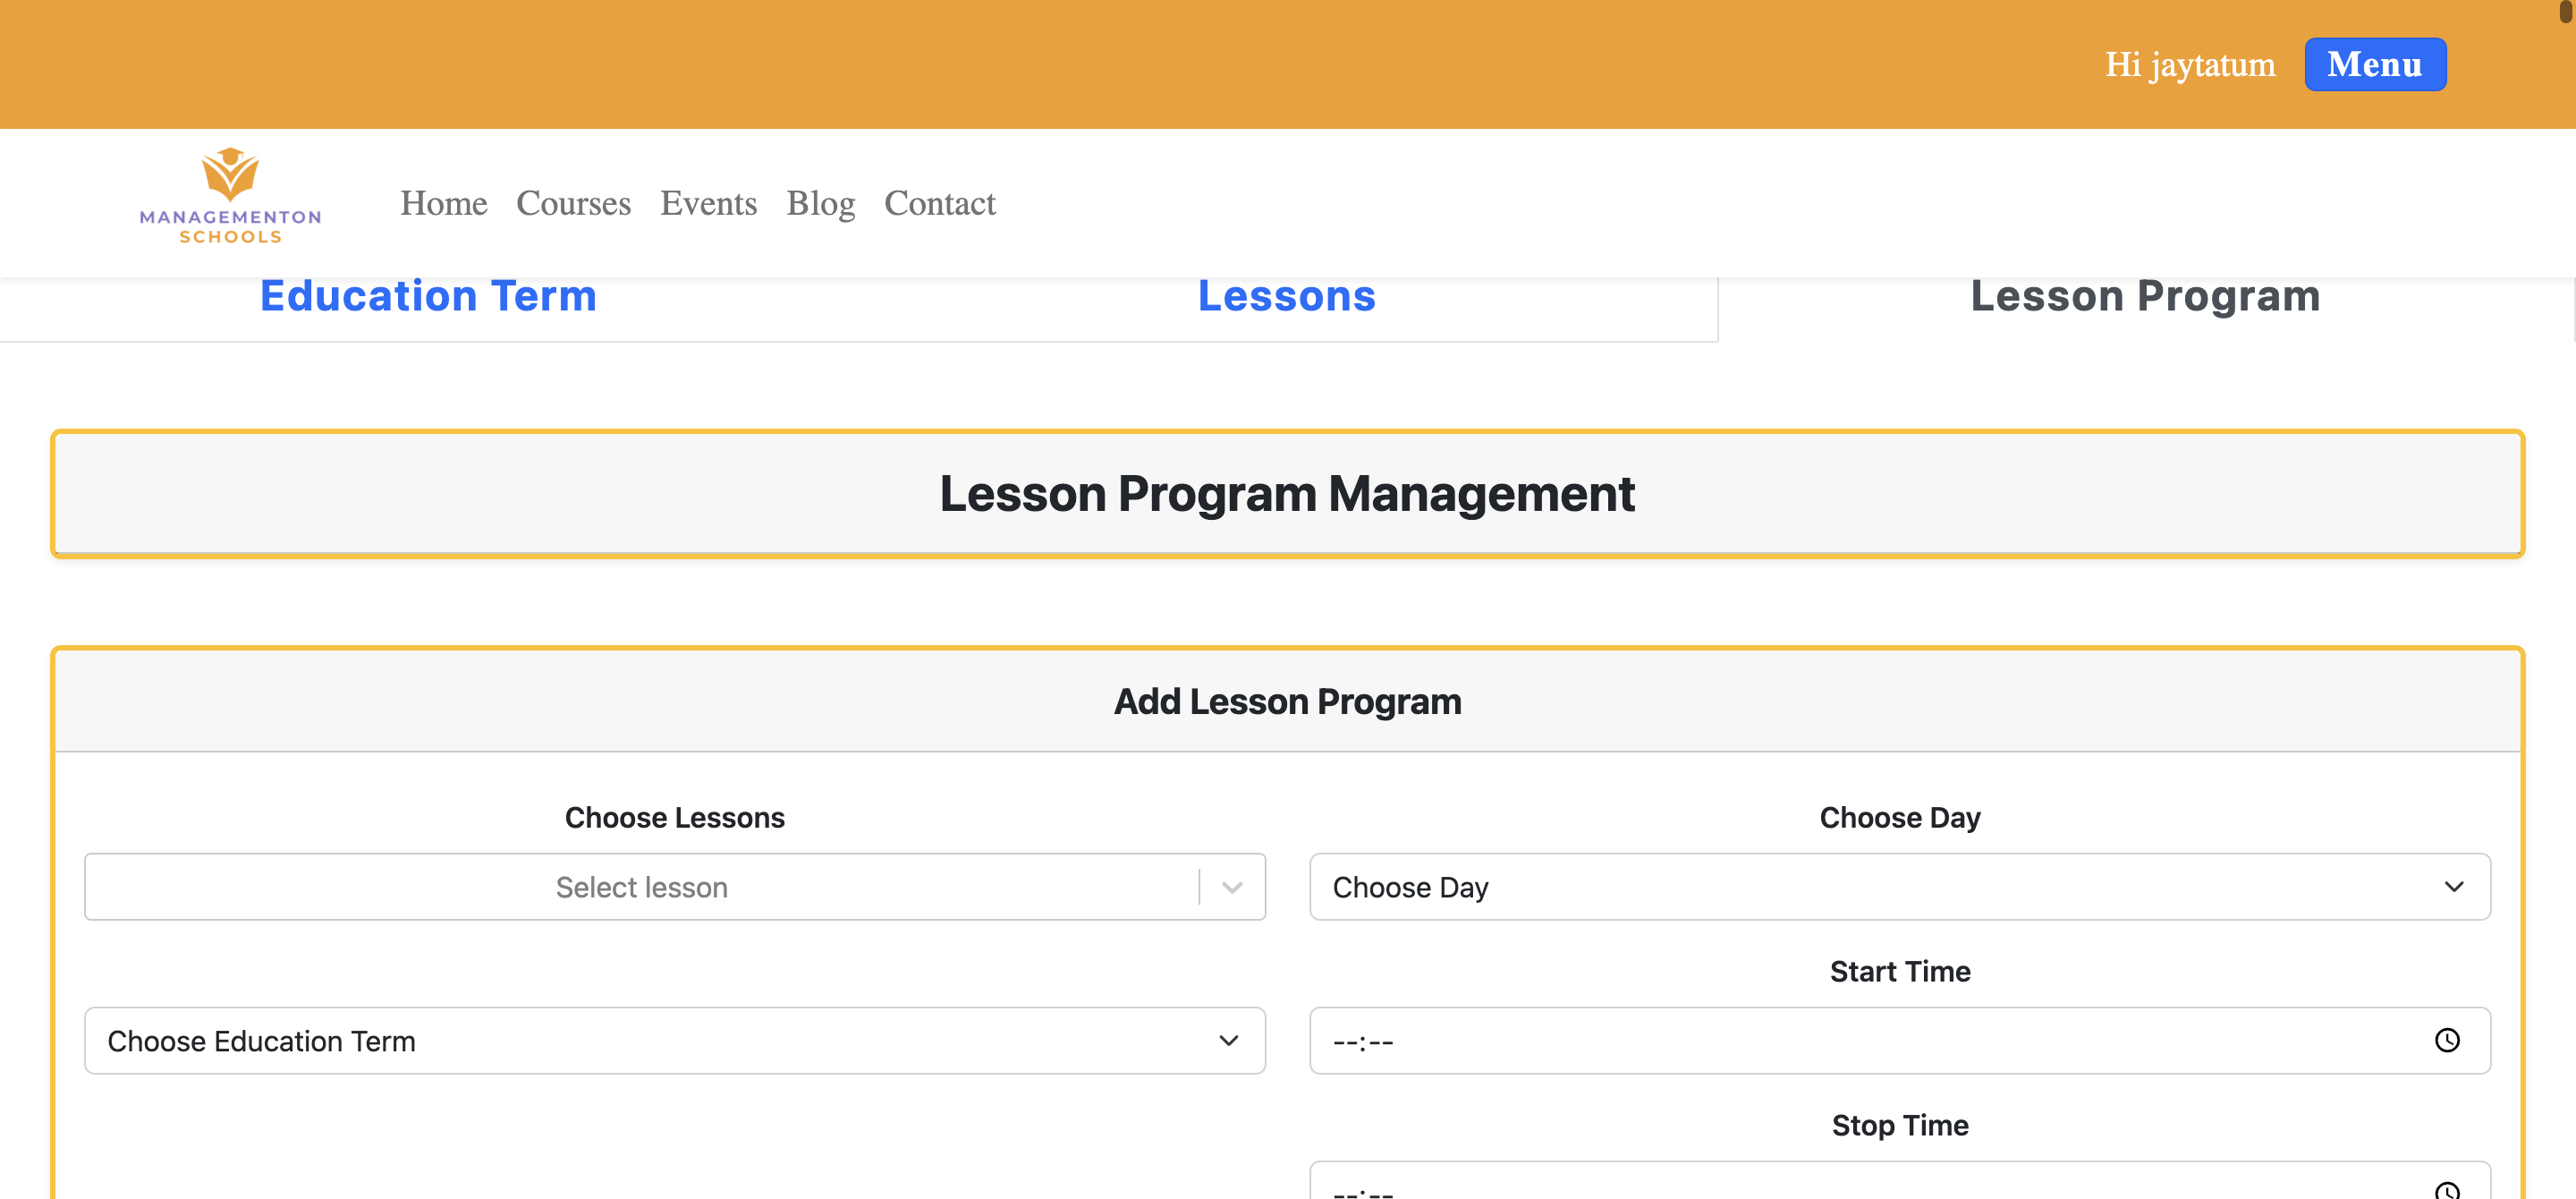 Hi jaytatum Menu
MANAGEMENTON
SCHOOLS
Home Courses Events Blog Contact
Education Term Lessons Lesson Program
Lesson Program Management
Add Lesson Program
Choose Lessons Choose Day
Select lesson Choose Day
Start Time
Choose Education Term --:--
Stop Time
--:--